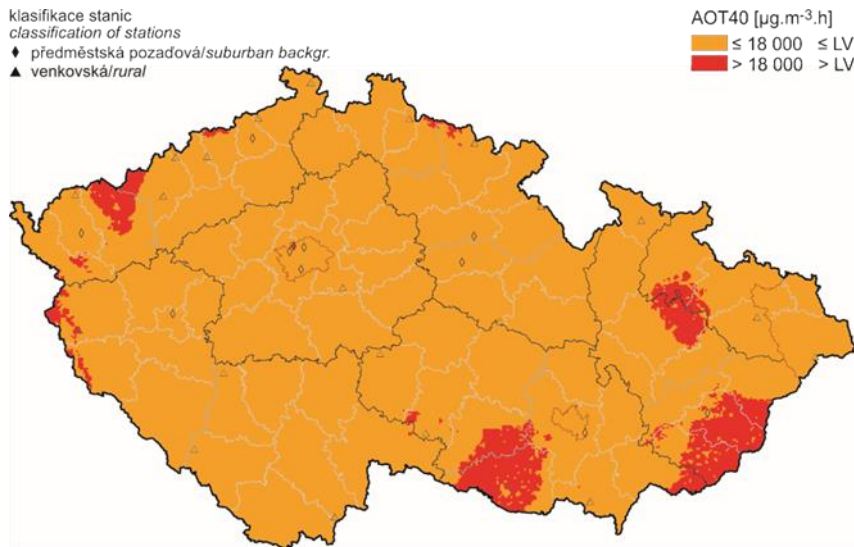 klasifikace stanic
classification of stations
♦ předměstská pozaďová/suburban backgr.
▲ venkovská/rural
AOT40 [µg.m⁻³.h]
≤ 18 000 ≤ LV
> 18 000 > LV